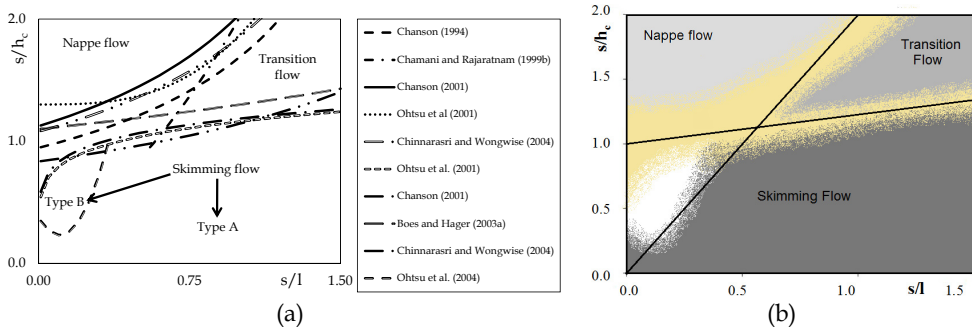 2.0
s/hc
1.0
0.0
Nappe flow
Transition
flow
Skimming flow
Type B
Type A
0.00
0.75
s/l
1.50
(a)
Chanson (1994)
Chamani and Rajaratnam (1999b)
Chanson (2001)
Ohtsu et al (2001)
Chinnarasri and Wongwise (2004)
Ohtsu et al. (2001)
Chanson (2001)
Boes and Hager (2003a)
Chinnarasri and Wongwise (2004)
Ohtsu et al. (2004)
2.0
s/hc
1.5
1.0
0.5
0.0
Nappe flow
Transition
Flow
Skimming Flow
0.0
0.5
1.0
s/l
1.5
(b)